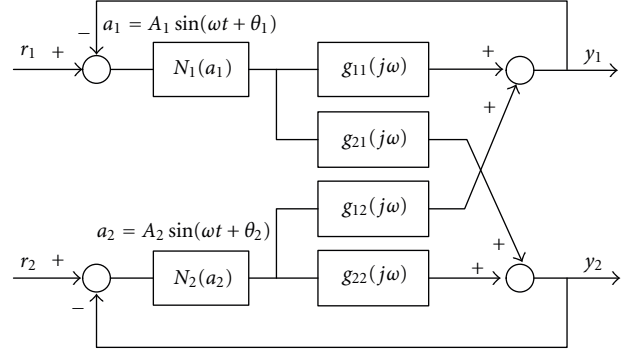 − a₁ = A₁ sin(ωt + θ₁)
r₁ + N₁(a₁) g₁₁(jω) + y₁
+
g₂₁(jω)
g₁₂(jω)
a₂ = A₂ sin(ωt + θ₂) +
r₂ + N₂(a₂) g₂₂(jω) + y₂
−